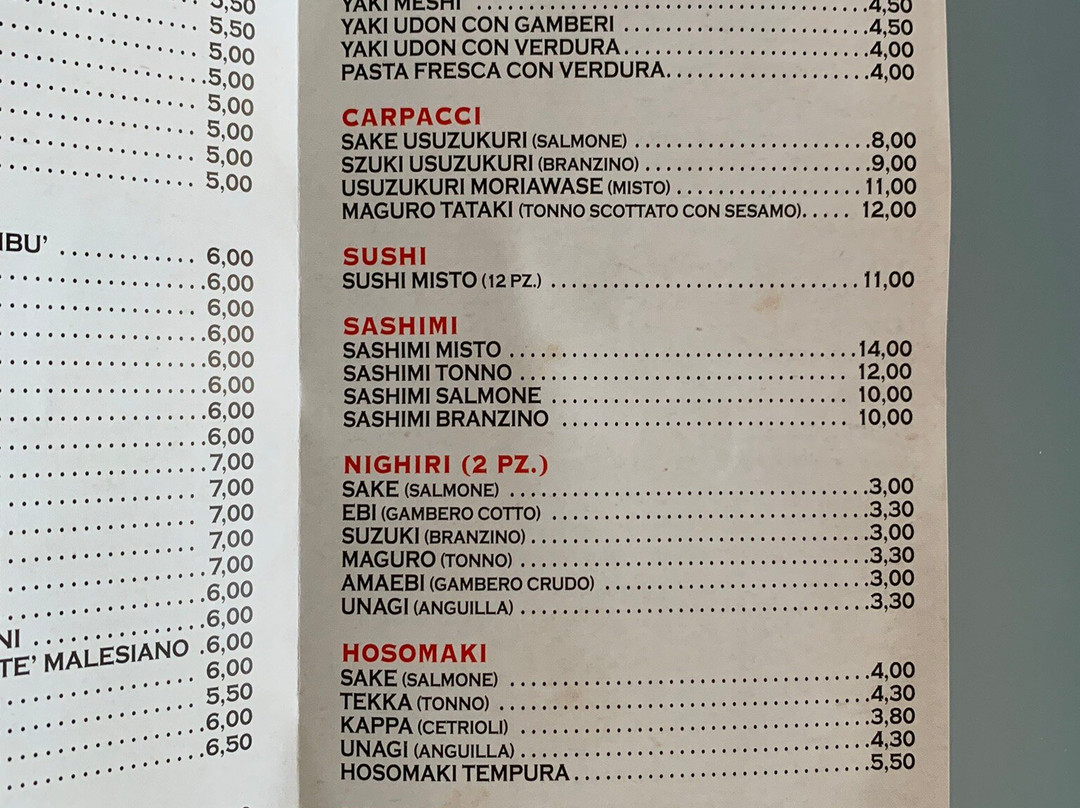 5,50
5,50
5,00
5,00
5,00
5,00
5,00
5,00
IBU' ............ 6,00
6,00
6,00
6,00
6,00
6,00
6,00
6,00
7,00
7,00
7,00
7,00
7,00
6,00
6,00
NI .................. 6,00
TE' MALESIANO . 6,00
5,50
6,00
6,50
YAKI MESHI ........ 4,50
YAKI UDON CON GAMBERI ........ 4,50
YAKI UDON CON VERDURA ........ 4,00
PASTA FRESCA CON VERDURA ........ 4,00
CARPACCI
SAKE USUZUKURI (SALMONE) ........ 8,00
SZUKI USUZUKURI (BRANZINO) ........ 9,00
USUZUKURI MORIAWASE (MISTO) ........ 11,00
MAGURO TATAKI (TONNO SCOTTATO CON SESAMO)..... 12,00
SUSHI
SUSHI MISTO (12 PZ.) ........ 11,00
SASHIMI
SASHIMI MISTO ........ 14,00
SASHIMI TONNO ........ 12,00
SASHIMI SALMONE ........ 10,00
SASHIMI BRANZINO ........ 10,00
NIGHIRI (2 PZ.)
SAKE (SALMONE) ........ 3,00
EBI (GAMBERO COTTO) ........ 3,30
SUZUKI (BRANZINO) ........ 3,00
MAGURO (TONNO) ........ 3,30
AMAEBI (GAMBERO CRUDO) ........ 3,00
UNAGI (ANGUILLA) ........ 3,30
HOSOMAKI
SAKE (SALMONE) ........ 4,00
TEKKA (TONNO) ........ 4,30
KAPPA (CETRIOLI) ........ 3,80
UNAGI (ANGUILLA) ........ 4,30
HOSOMAKI TEMPURA ........ 5,50